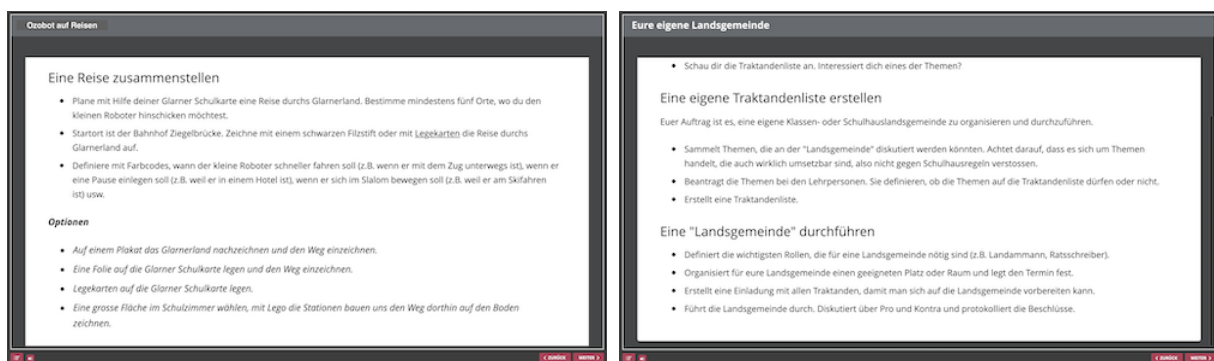 Ozobot auf Reisen
Eine Reise zusammenstellen
Plane mit Hilfe deiner Glarner Schulkarte eine Reise durchs Glarnerland. Bestimme mindestens fünf Orte, wo du den
kleinen Roboter hinschicken möchtest.
Startort ist der Bahnhof Ziegelbrücke. Zeichne mit einem schwarzen Filzstift oder mit Legekarten die Reise durchs
Glarnerland auf.
Definiere mit Farbcodes, wann der kleine Roboter schneller fahren soll (z.B. wenn er mit dem Zug unterwegs ist), wenn er
eine Pause einlegen soll (z.B. weil er in einem Hotel ist), wenn er sich im Slalom bewegen soll (z.B. weil er am Skifahren
ist) usw.
Optionen
Auf einem Plakat das Glarnerland nachzeichnen und den Weg einzeichnen.
Eine Folie auf die Glarner Schulkarte legen und den Weg einzeichnen.
Legekarten auf die Glarner Schulkarte legen.
Eine grosse Fläche im Schulzimmer wählen, mit Lego die Stationen bauen uns den Weg dorthin auf den Boden
zeichnen.
< ZURÜCK WEITER >
Eure eigene Landsgemeinde
Schau dir die Traktandenliste an. Interessiert dich eines der Themen?
Eine eigene Traktandenliste erstellen
Euer Auftrag ist es, eine eigene Klassen- oder Schulhauslandsgemeinde zu organisieren und durchzuführen.
Sammelt Themen, die an der "Landsgemeinde" diskutiert werden könnten. Achtet darauf, dass es sich um Themen
handelt, die auch wirklich umsetzbar sind, also nicht gegen Schulhausregeln verstossen.
Beantragt die Themen bei den Lehrpersonen. Sie definieren, ob die Themen auf die Traktandenliste dürfen oder nicht.
Erstellt eine Traktandenliste.
Eine "Landsgemeinde" durchführen
Definiert die wichtigsten Rollen, die für eine Landsgemeinde nötig sind (z.B. Landammann, Ratsschreiber).
Organisiert für eure Landsgemeinde einen geeigneten Platz oder Raum und legt den Termin fest.
Erstellt eine Einladung mit allen Traktanden, damit man sich auf die Landsgemeinde vorbereiten kann.
Führt die Landsgemeinde durch. Diskutiert über Pro und Kontra und protokolliert die Beschlüsse.
< ZURÜCK WEITER >